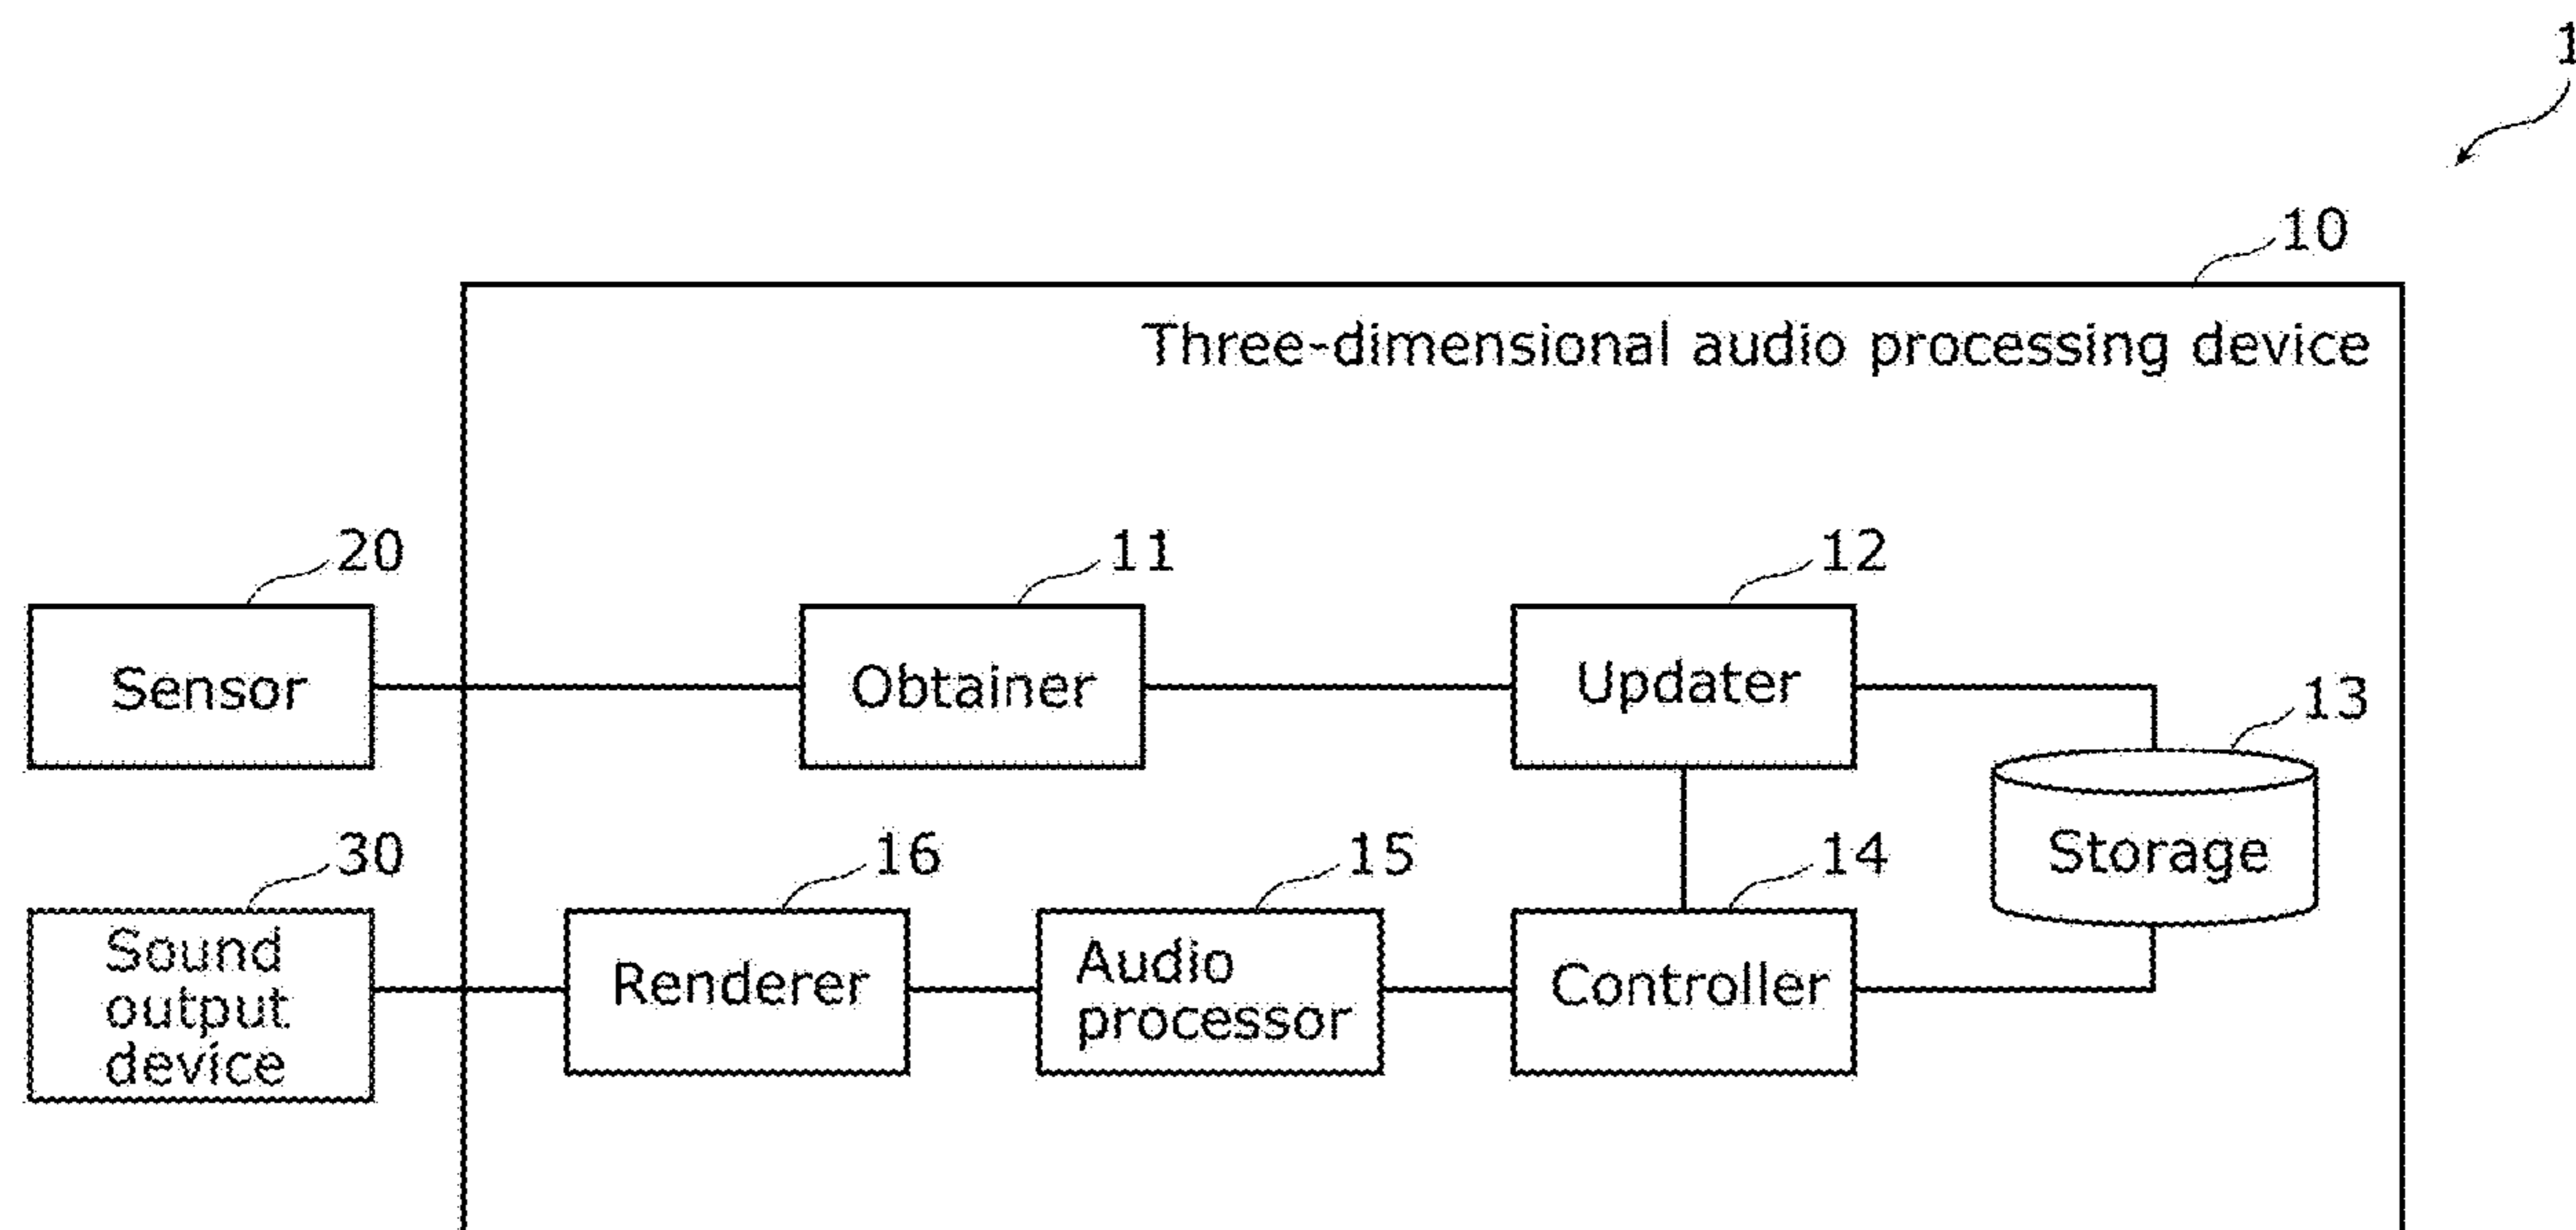 1
10
Three-dimensional audio processing device
20
11
12
Sensor
Obtainer
Updater
13
Storage
30
16
15
14
Sound
output
device
Renderer
Audio
processor
Controller